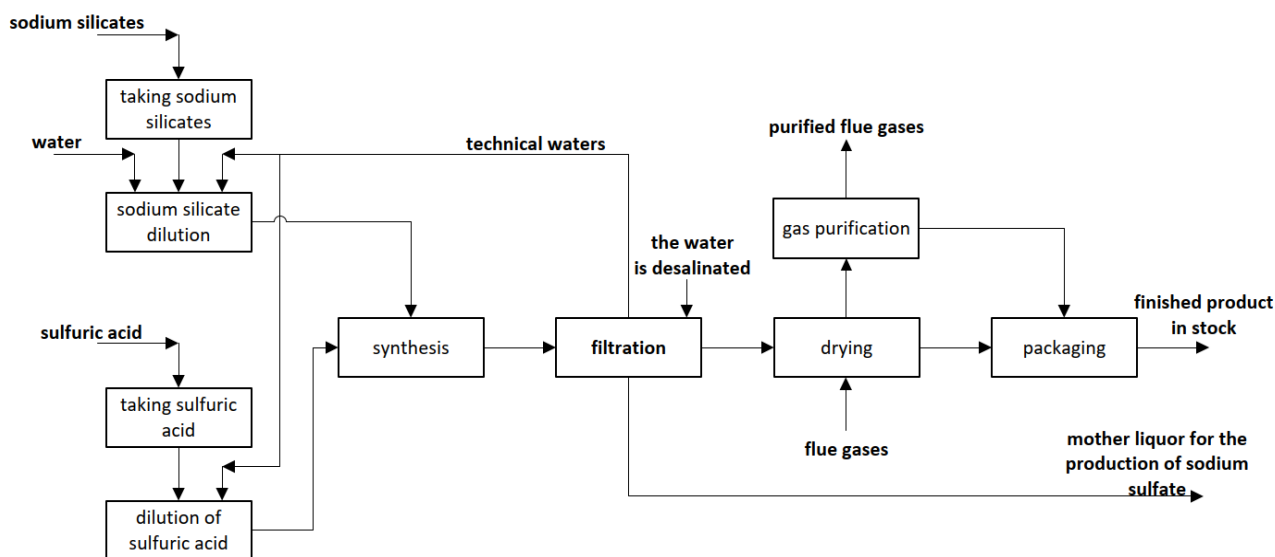 sodium silicates
taking sodium
silicates
water
technical waters
purified flue gases
sodium silicate
dilution
gas purification
the water
is desalinated
finished product
in stock
sulfuric acid
synthesis
filtration
drying
packaging
taking sulfuric
acid
flue gases
mother liquor for the
production of sodium
sulfate
dilution of
sulfuric acid